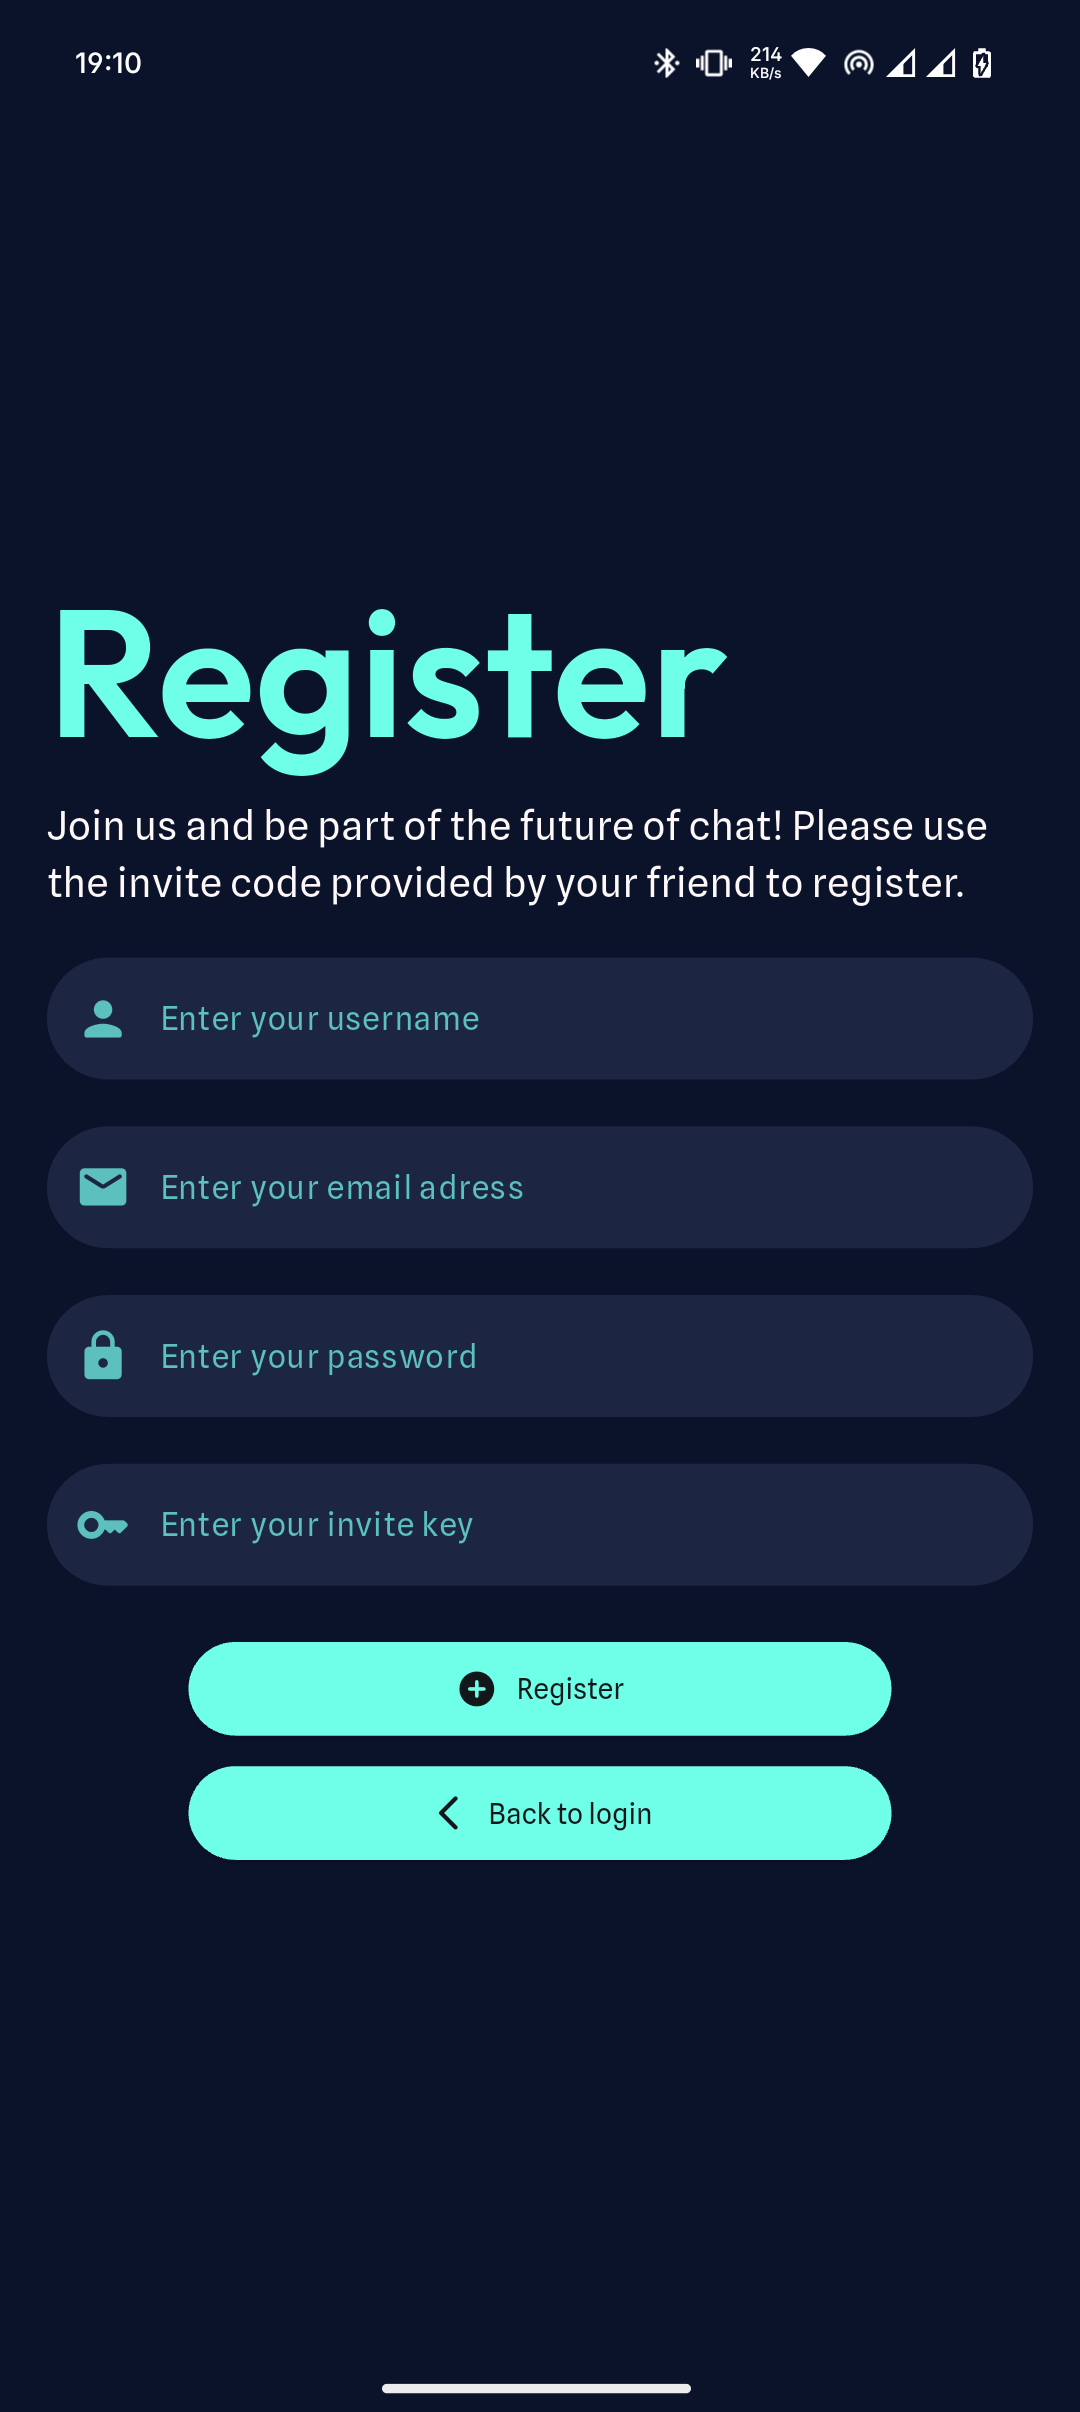 19:10
214
KB/s
Register
Join us and be part of the future of chat! Please use
the invite code provided by your friend to register.
Enter your username
Enter your email adress
Enter your password
Enter your invite key
Register
Back to login